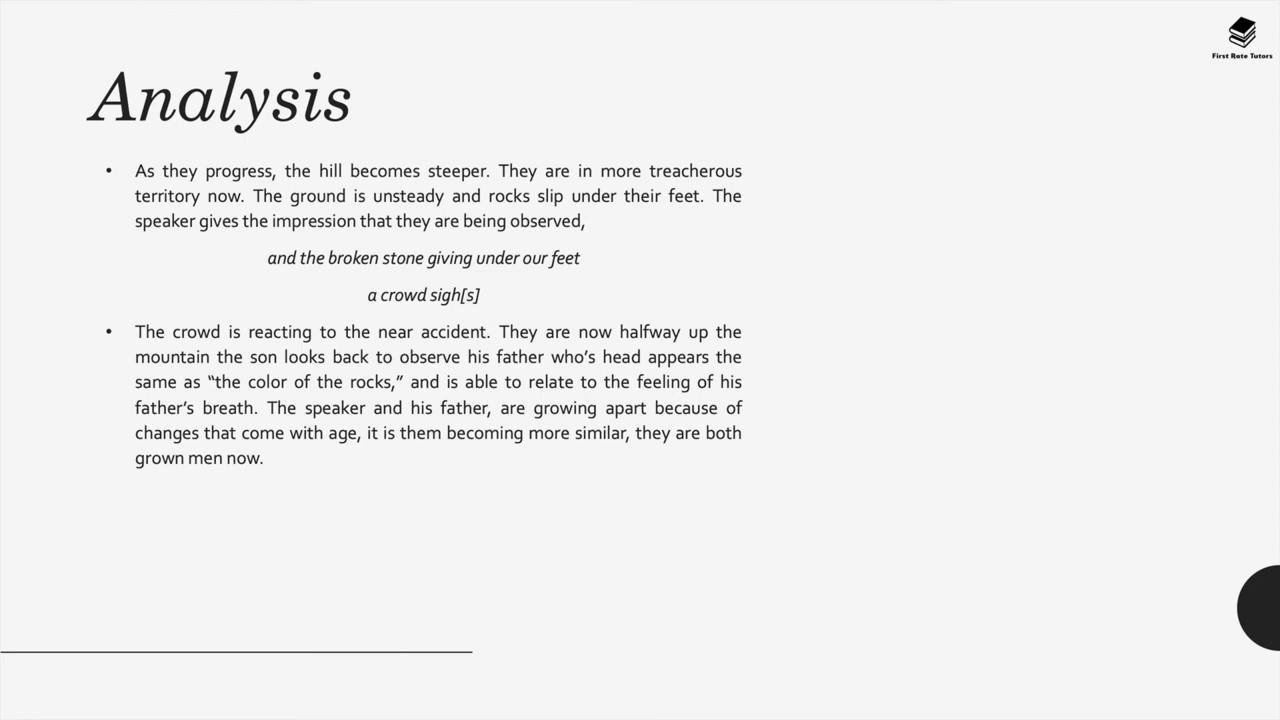 First Rate Tutors
Analysis
• As they progress, the hill becomes steeper. They are in more treacherous
territory now. The ground is unsteady and rocks slip under their feet. The
speaker gives the impression that they are being observed,
and the broken stone giving under our feet
a crowd sigh[s]
• The crowd is reacting to the near accident. They are now halfway up the
mountain the son looks back to observe his father who's head appears the
same as “the color of the rocks,” and is able to relate to the feeling of his
father's breath. The speaker and his father, are growing apart because of
changes that come with age, it is them becoming more similar, they are both
grown men now.